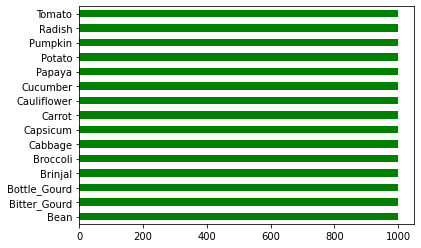 Tomato
Radish
Pumpkin
Potato
Papaya
Cucumber
Cauliflower
Carrot
Capsicum
Cabbage
Broccoli
Brinjal
Bottle_Gourd
Bitter_Gourd
Bean
0 200 400 600 800 1000